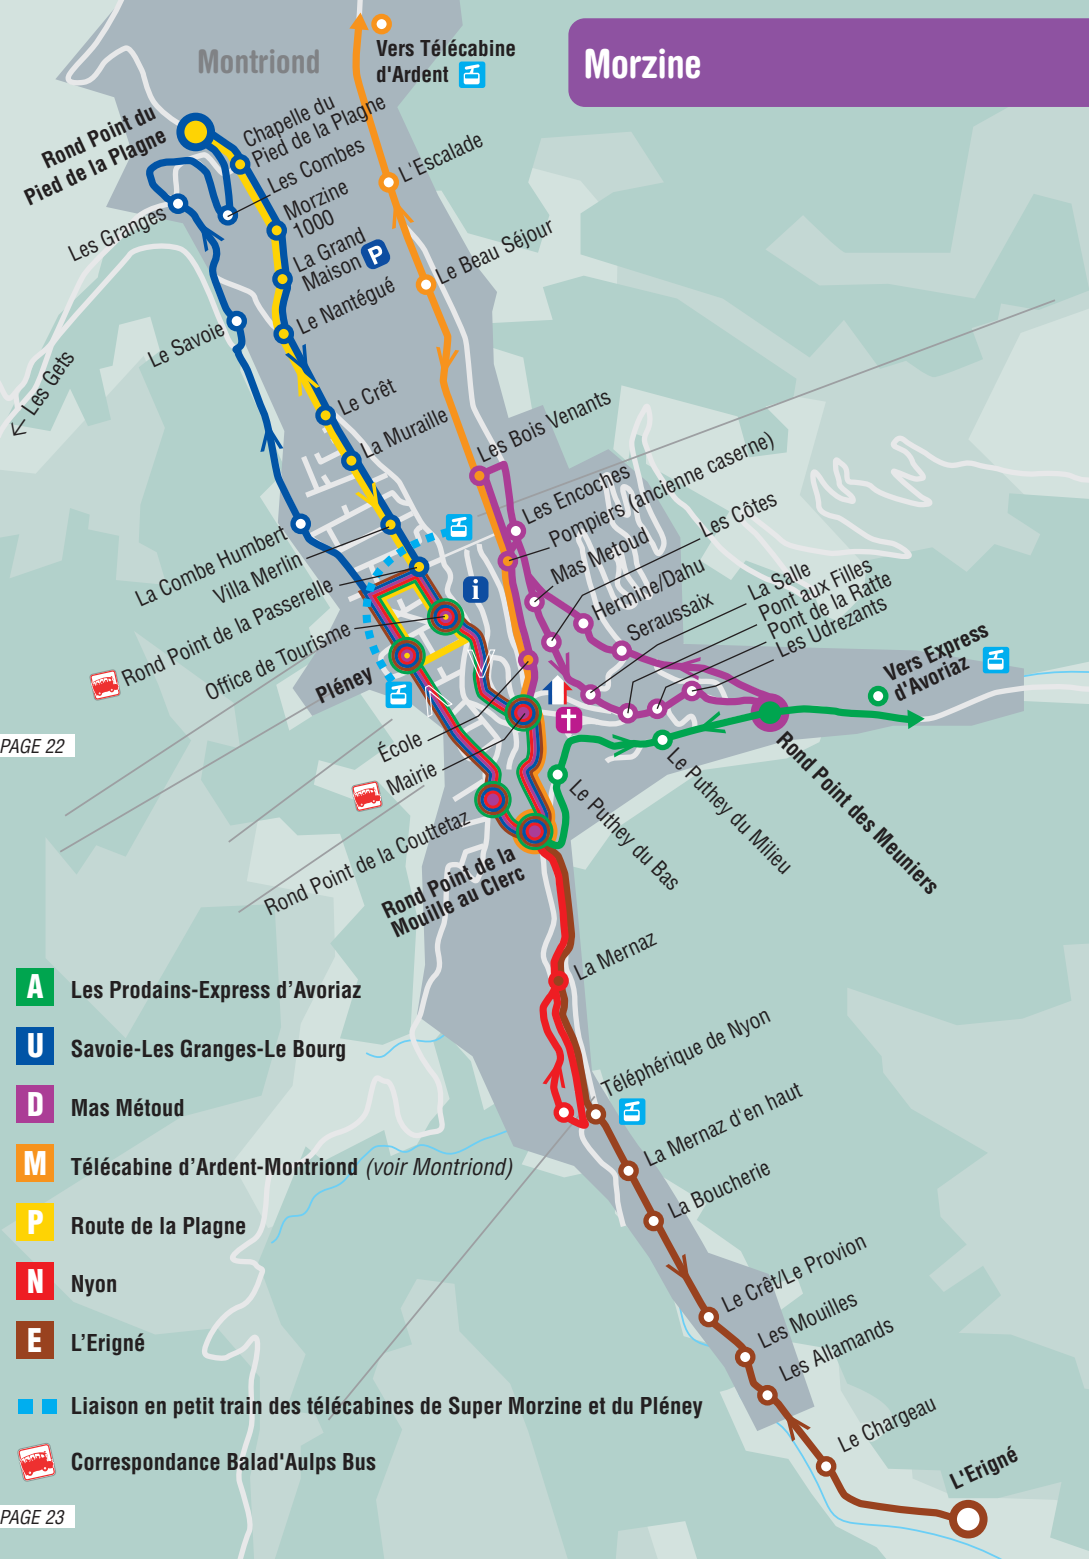 Morzine
Montriond
Vers Télécabine
d'Ardent
Rond Point du
Pied de la Plagne
Chapelle du
Pied de la Plagne
Les Combes
Morzine
1000
La Grand
Maison
P
Le Nantégué
Les Granges
Le Savoie
← Les Gets
L'Escalade
Le Beau Séjour
Le Crêt
La Muraille
Les Bois Venants
Les Encoches
Pompiers (ancienne caserne)
Mas Metoud
Les Côtes
Hermine/Dahu
Seraussaix
La Salle
Pont aux Filles
Pont de la Ratte
Les Udrezants
Vers Express
d'Avoriaz
La Combe Humbert
Villa Merlin
Rond Point de la Passerelle
Office de Tourisme
i
Pléney
École
Mairie
Rond Point de la Couttetaz
Rond Point de la
Mouille au Clerc
Le Puthey du Bas
Le Puthey du Milieu
Rond Point des Meuniers
PAGE 22
La Mernaz
Téléphérique de Nyon
La Mernaz d'en haut
La Boucherie
Le Crêt/Le Provion
Les Mouilles
Les Allamands
Le Chargeau
L'Erigné
A Les Prodains-Express d'Avoriaz
U Savoie-Les Granges-Le Bourg
D Mas Métoud
M Télécabine d'Ardent-Montriond (voir Montriond)
P Route de la Plagne
N Nyon
E L'Erigné
Liaison en petit train des télécabines de Super Morzine et du Pléney
Correspondance Balad'Aulps Bus
PAGE 23